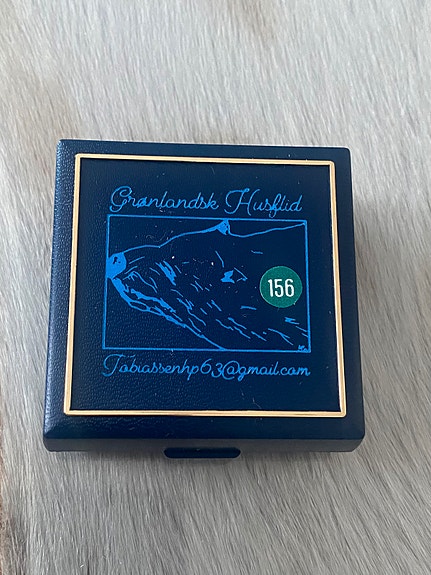 Grønlandsk Husflid
156
Tobiassenhp63@gmail.com